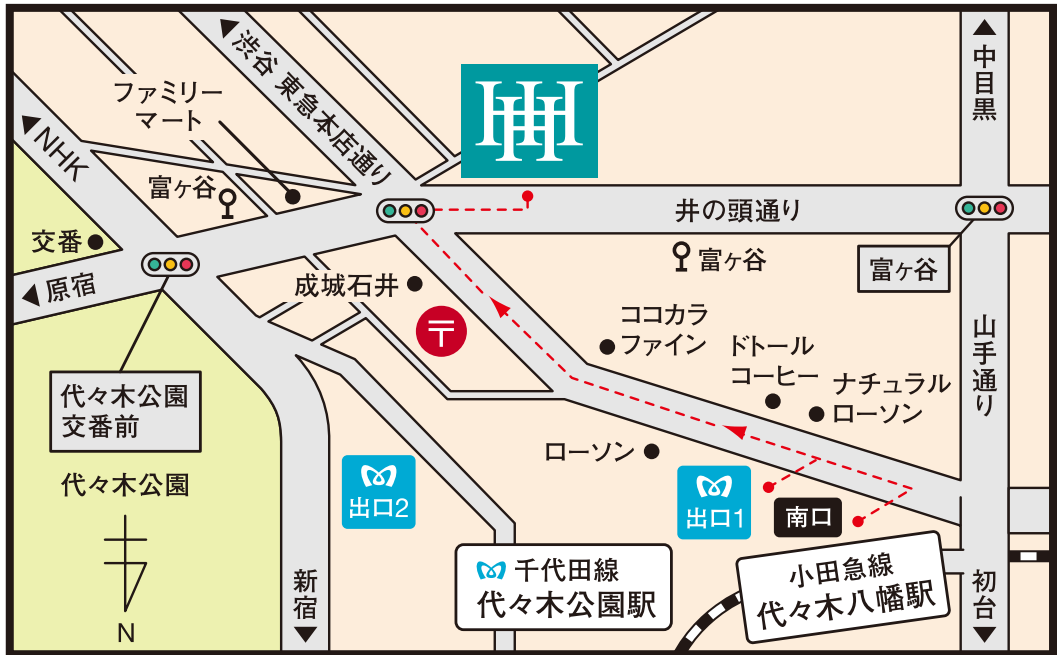 渋谷 東急本店通り
中目黒
ファミリー
マート
HH
NHK
富ヶ谷
井の頭通り
交番
原宿
富ヶ谷
富ヶ谷
成城石井
〒
ココカラ
ファイン
ドトール
コーヒー
ナチュラル
ローソン
山手通り
代々木公園
交番前
ローソン
代々木公園
出口2
出口1
南口
千代田線
代々木公園駅
小田急線
代々木八幡駅
新宿
初台
N